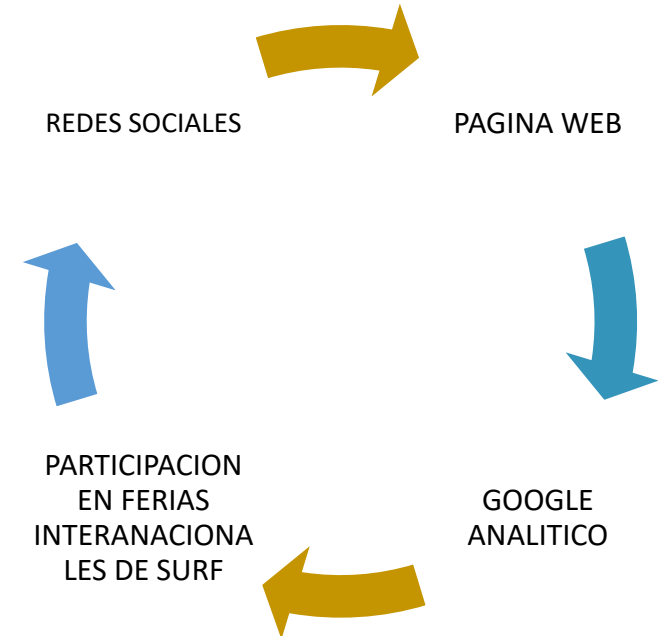 REDES SOCIALES
PAGINA WEB
GOOGLE
ANALITICO
PARTICIPACION
EN FERIAS
INTERANACIONA
LES DE SURF